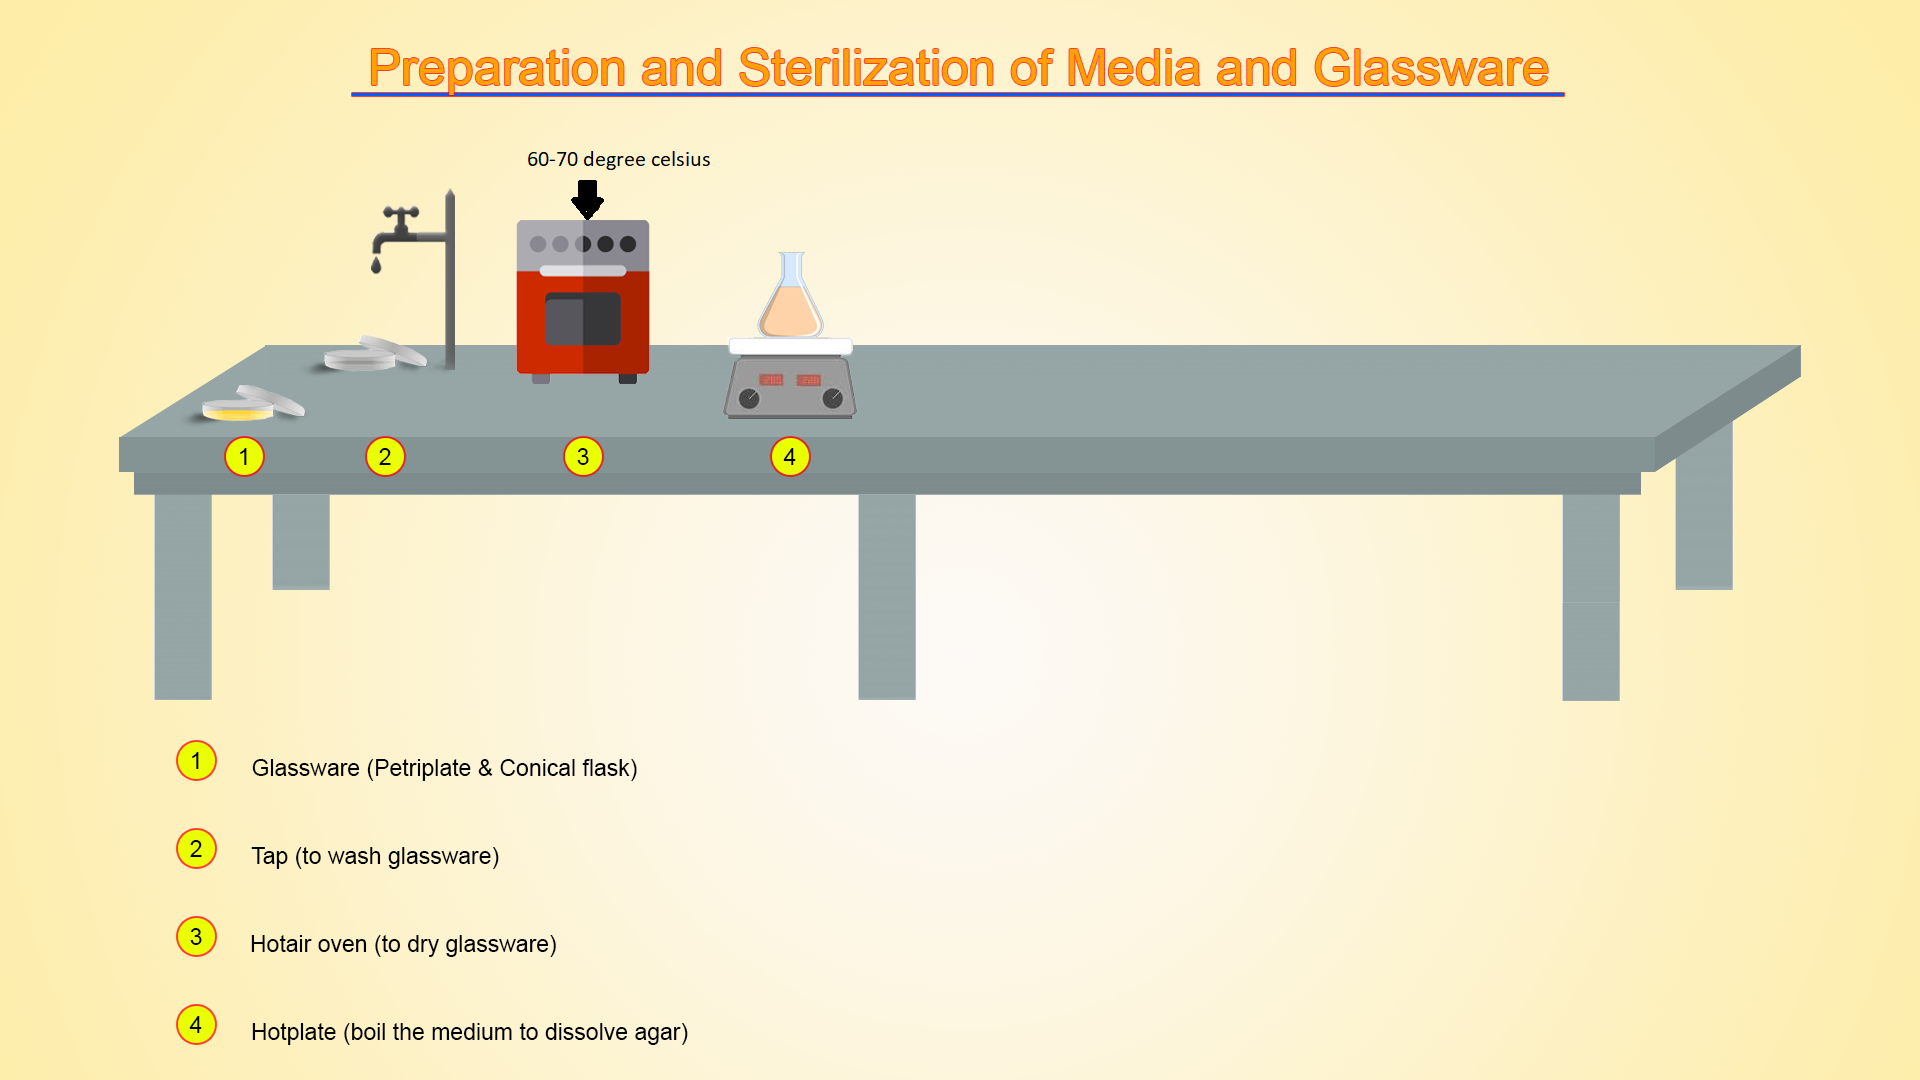 Preparation and Sterilization of Media and Glassware
60-70 degree celsius
1 2 3 4
1 Glassware (Petriplate & Conical flask)
2 Tap (to wash glassware)
3 Hotair oven (to dry glassware)
4 Hotplate (boil the medium to dissolve agar)